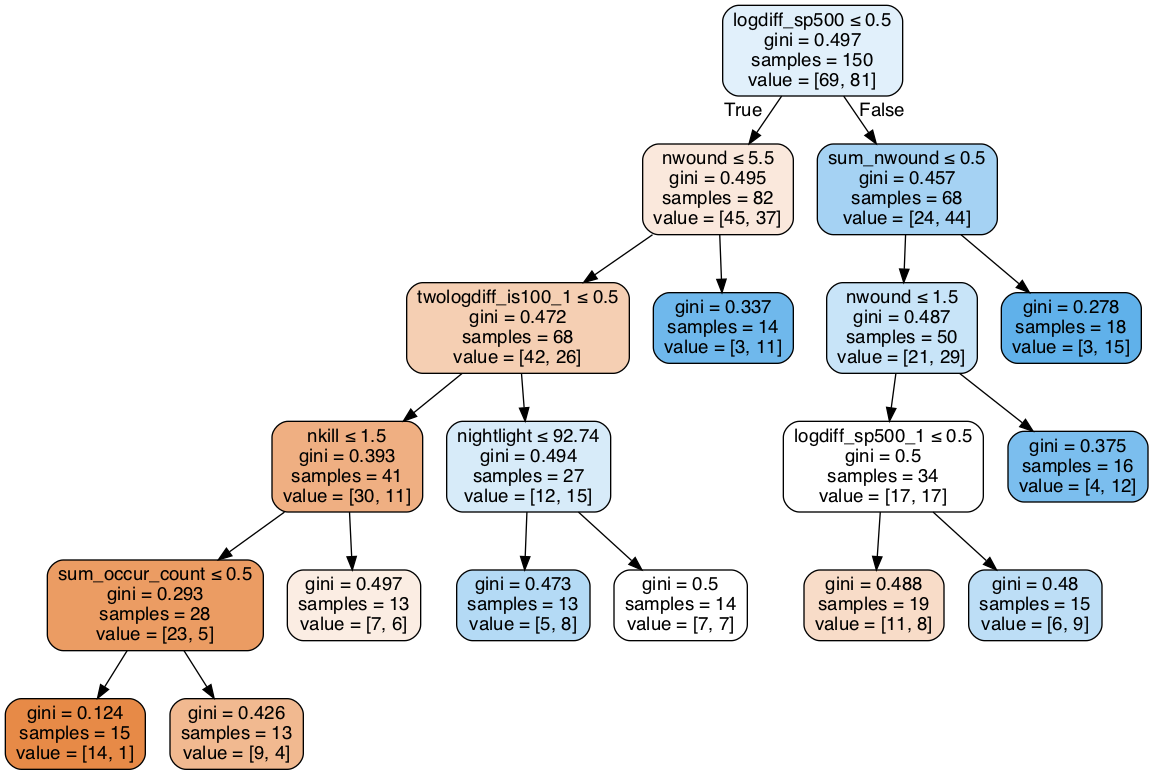 logdiff_sp500 ≤ 0.5
gini = 0.497
samples = 150
value = [69, 81]
True
False
nwound ≤ 5.5
gini = 0.495
samples = 82
value = [45, 37]
sum_nwound ≤ 0.5
gini = 0.457
samples = 68
value = [24, 44]
twologdiff_is100_1 ≤ 0.5
gini = 0.472
samples = 68
value = [42, 26]
gini = 0.337
samples = 14
value = [3, 11]
nwound ≤ 1.5
gini = 0.487
samples = 50
value = [21, 29]
gini = 0.278
samples = 18
value = [3, 15]
nkill ≤ 1.5
gini = 0.393
samples = 41
value = [30, 11]
nightlight ≤ 92.74
gini = 0.494
samples = 27
value = [12, 15]
logdiff_sp500_1 ≤ 0.5
gini = 0.5
samples = 34
value = [17, 17]
gini = 0.375
samples = 16
value = [4, 12]
sum_occur_count ≤ 0.5
gini = 0.293
samples = 28
value = [23, 5]
gini = 0.497
samples = 13
value = [7, 6]
gini = 0.473
samples = 13
value = [5, 8]
gini = 0.5
samples = 14
value = [7, 7]
gini = 0.488
samples = 19
value = [11, 8]
gini = 0.48
samples = 15
value = [6, 9]
gini = 0.124
samples = 15
value = [14, 1]
gini = 0.426
samples = 13
value = [9, 4]